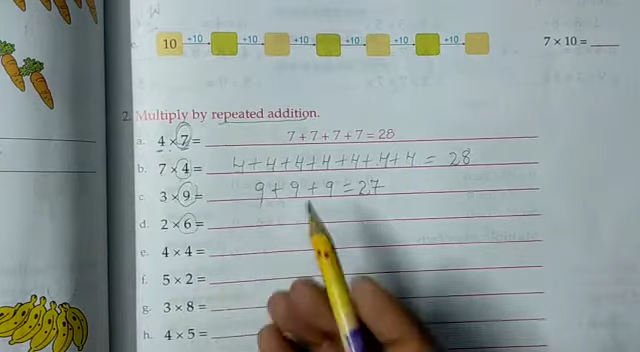 c. 10 +10 +10 +10 +10 +10 +10 7 × 10 = ____
2. Multiply by repeated addition.
a. 4 × 7 = 7 + 7 + 7 + 7 = 28
b. 7 × 4 = 4 + 4 + 4 + 4 + 4 + 4 + 4 = 28
c. 3 × 9 = 9 + 9 + 9 = 27
d. 2 × 6 =
e. 4 × 4 =
f. 5 × 2 =
g. 3 × 8 =
h. 4 × 5 =